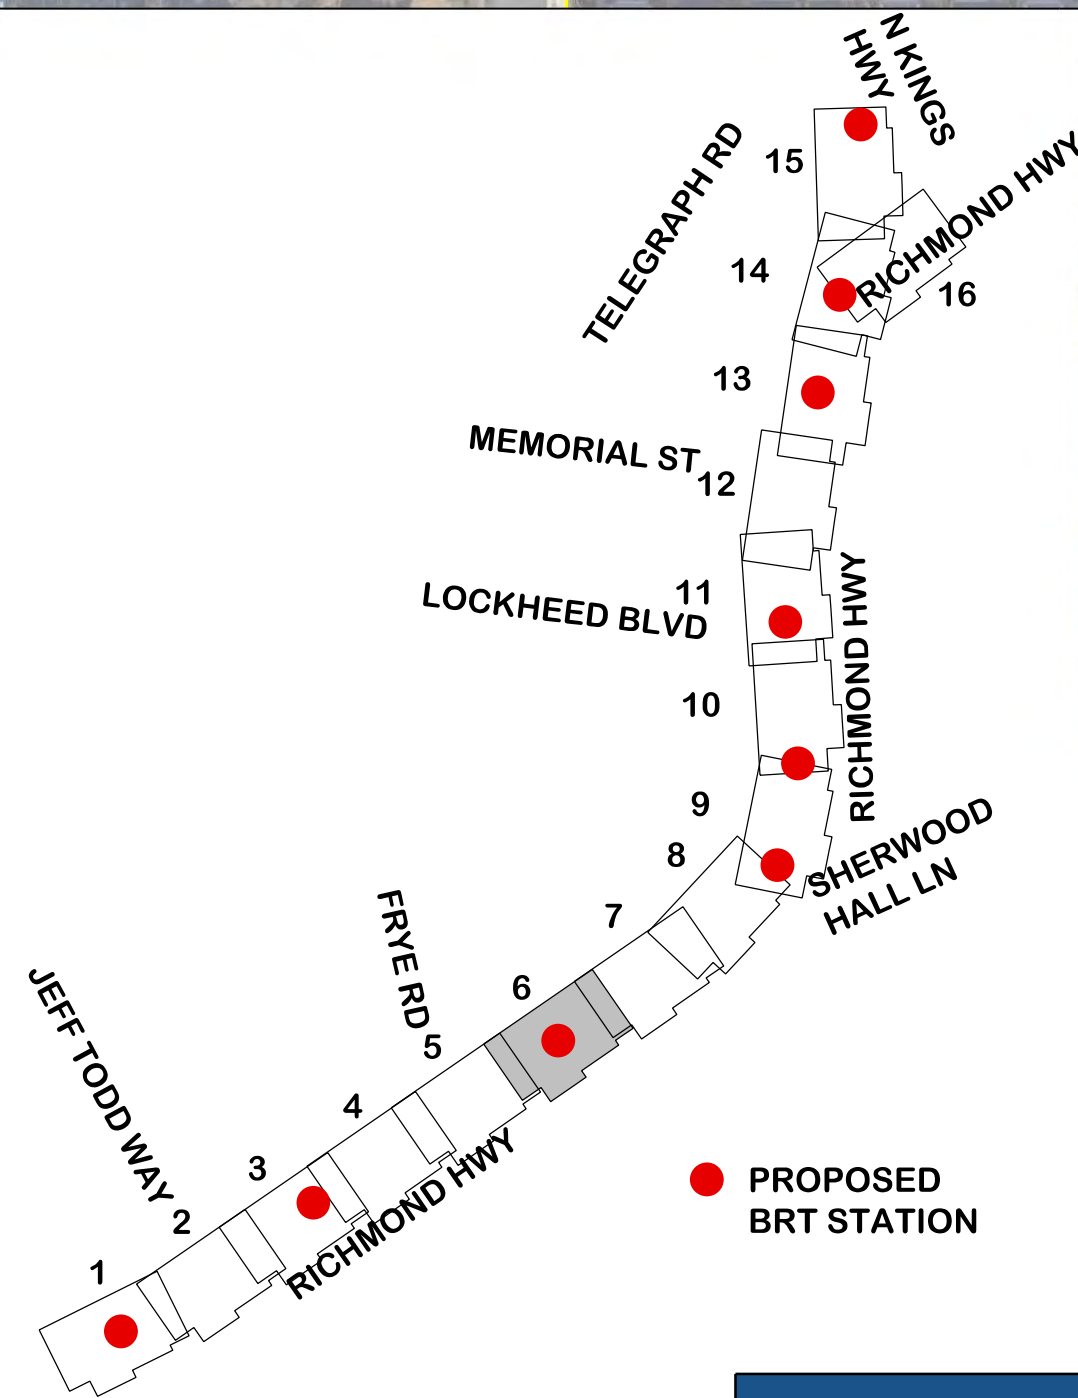 N KINGS
HWY
RICHMOND HWY
15
TELEGRAPH RD
14
16
13
MEMORIAL ST
12
11
LOCKHEED BLVD
RICHMOND HWY
10
9
SHERWOOD
HALL LN
8
7
FRYE RD
6
5
JEFF TODD WAY
4
3
RICHMOND HWY
2
1
PROPOSED
BRT STATION